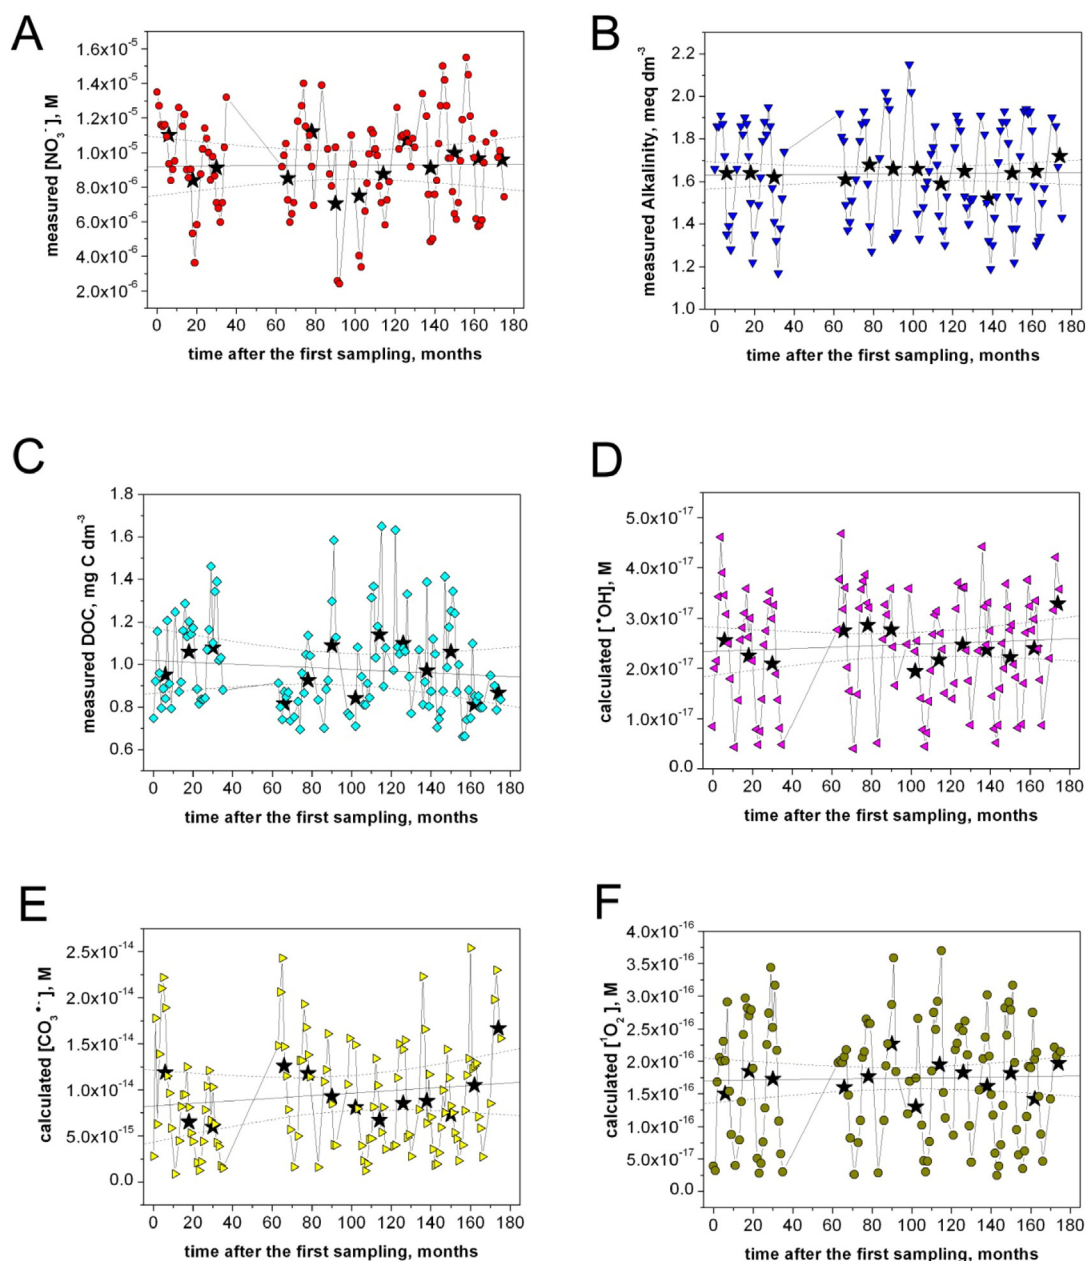 A
measured [NO₃⁻], M
1.6x10⁻⁵
1.4x10⁻⁵
1.2x10⁻⁵
1.0x10⁻⁵
8.0x10⁻⁶
6.0x10⁻⁶
4.0x10⁻⁶
2.0x10⁻⁶
0 20 40 60 80 100 120 140 160 180
time after the first sampling, months
B
measured Alkalinity, meq dm⁻³
2.2
2.0
1.8
1.6
1.4
1.2
1.0
0 20 40 60 80 100 120 140 160 180
time after the first sampling, months
C
measured DOC, mg C dm⁻³
1.8
1.6
1.4
1.2
1.0
0.8
0.6
0 20 40 60 80 100 120 140 160 180
time after the first sampling, months
D
calculated [•OH], M
5.0x10⁻¹⁷
4.0x10⁻¹⁷
3.0x10⁻¹⁷
2.0x10⁻¹⁷
1.0x10⁻¹⁷
0.0
0 20 40 60 80 100 120 140 160 180
time after the first sampling, months
E
calculated [CO₃•⁻], M
2.5x10⁻¹⁴
2.0x10⁻¹⁴
1.5x10⁻¹⁴
1.0x10⁻¹⁴
5.0x10⁻¹⁵
0.0
0 20 40 60 80 100 120 140 160 180
time after the first sampling, months
F
calculated [¹O₂], M
4.0x10⁻¹⁶
3.5x10⁻¹⁶
3.0x10⁻¹⁶
2.5x10⁻¹⁶
2.0x10⁻¹⁶
1.5x10⁻¹⁶
1.0x10⁻¹⁶
5.0x10⁻¹⁷
0.0
0 20 40 60 80 100 120 140 160 180
time after the first sampling, months